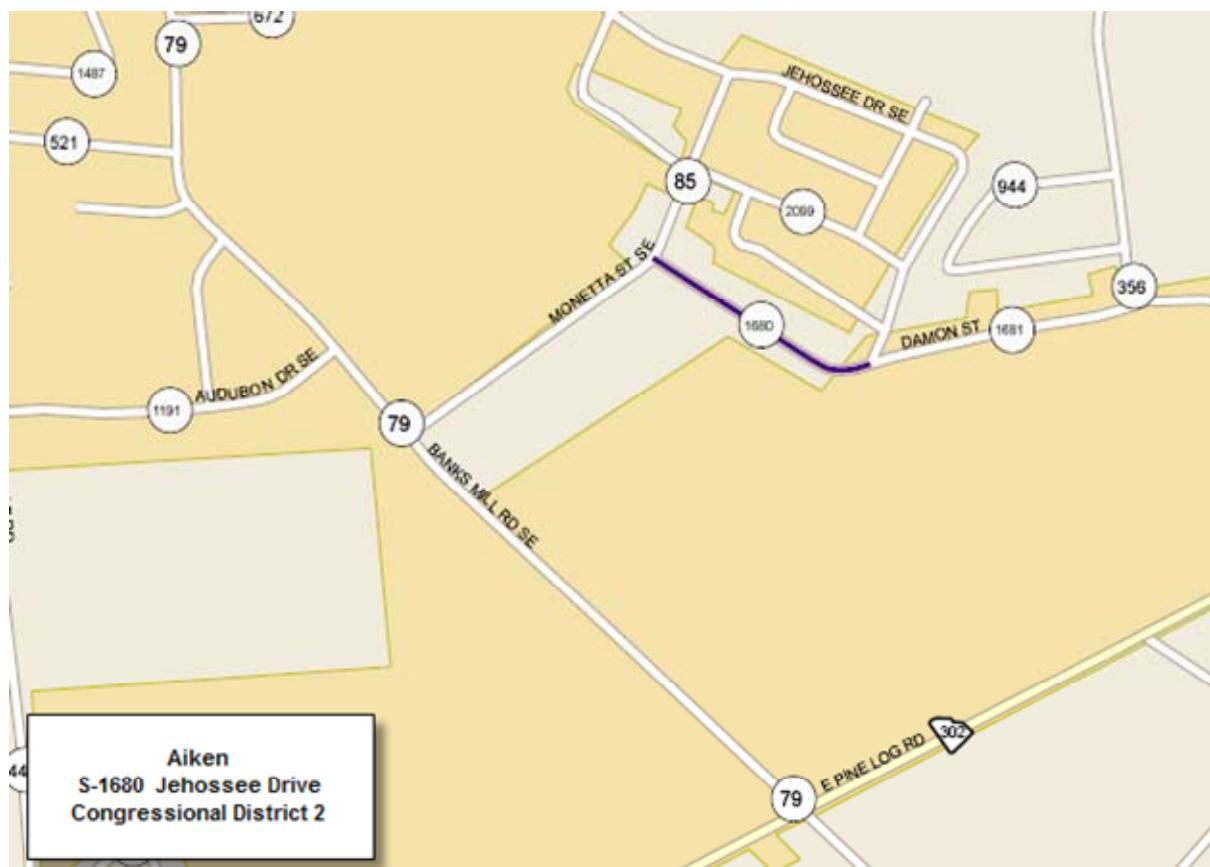 672
79
1487
521
JEHOSSEE DR SE
85
944
2099
MONETTA ST SE
356
1680
DAMON ST
1681
AUDUBON DR SE
1191
79
BANKS MILL RD SE
302
E PINE LOG RD
79
44
Aiken
S-1680 Jehossee Drive
Congressional District 2